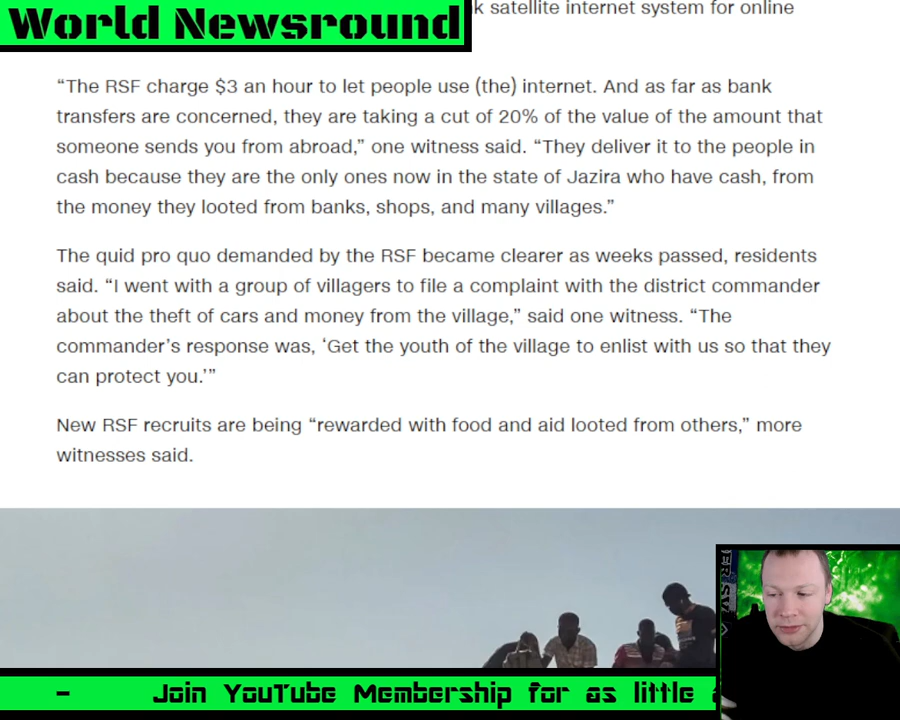 World Newsround
k satellite internet system for online
“The RSF charge $3 an hour to let people use (the) internet. And as far as bank
transfers are concerned, they are taking a cut of 20% of the value of the amount that
someone sends you from abroad,” one witness said. “They deliver it to the people in
cash because they are the only ones now in the state of Jazira who have cash, from
the money they looted from banks, shops, and many villages.”
The quid pro quo demanded by the RSF became clearer as weeks passed, residents
said. “I went with a group of villagers to file a complaint with the district commander
about the theft of cars and money from the village,” said one witness. “The
commander’s response was, ‘Get the youth of the village to enlist with us so that they
can protect you.’”
New RSF recruits are being “rewarded with food and aid looted from others,” more
witnesses said.
- Join YouTube Membership for as little